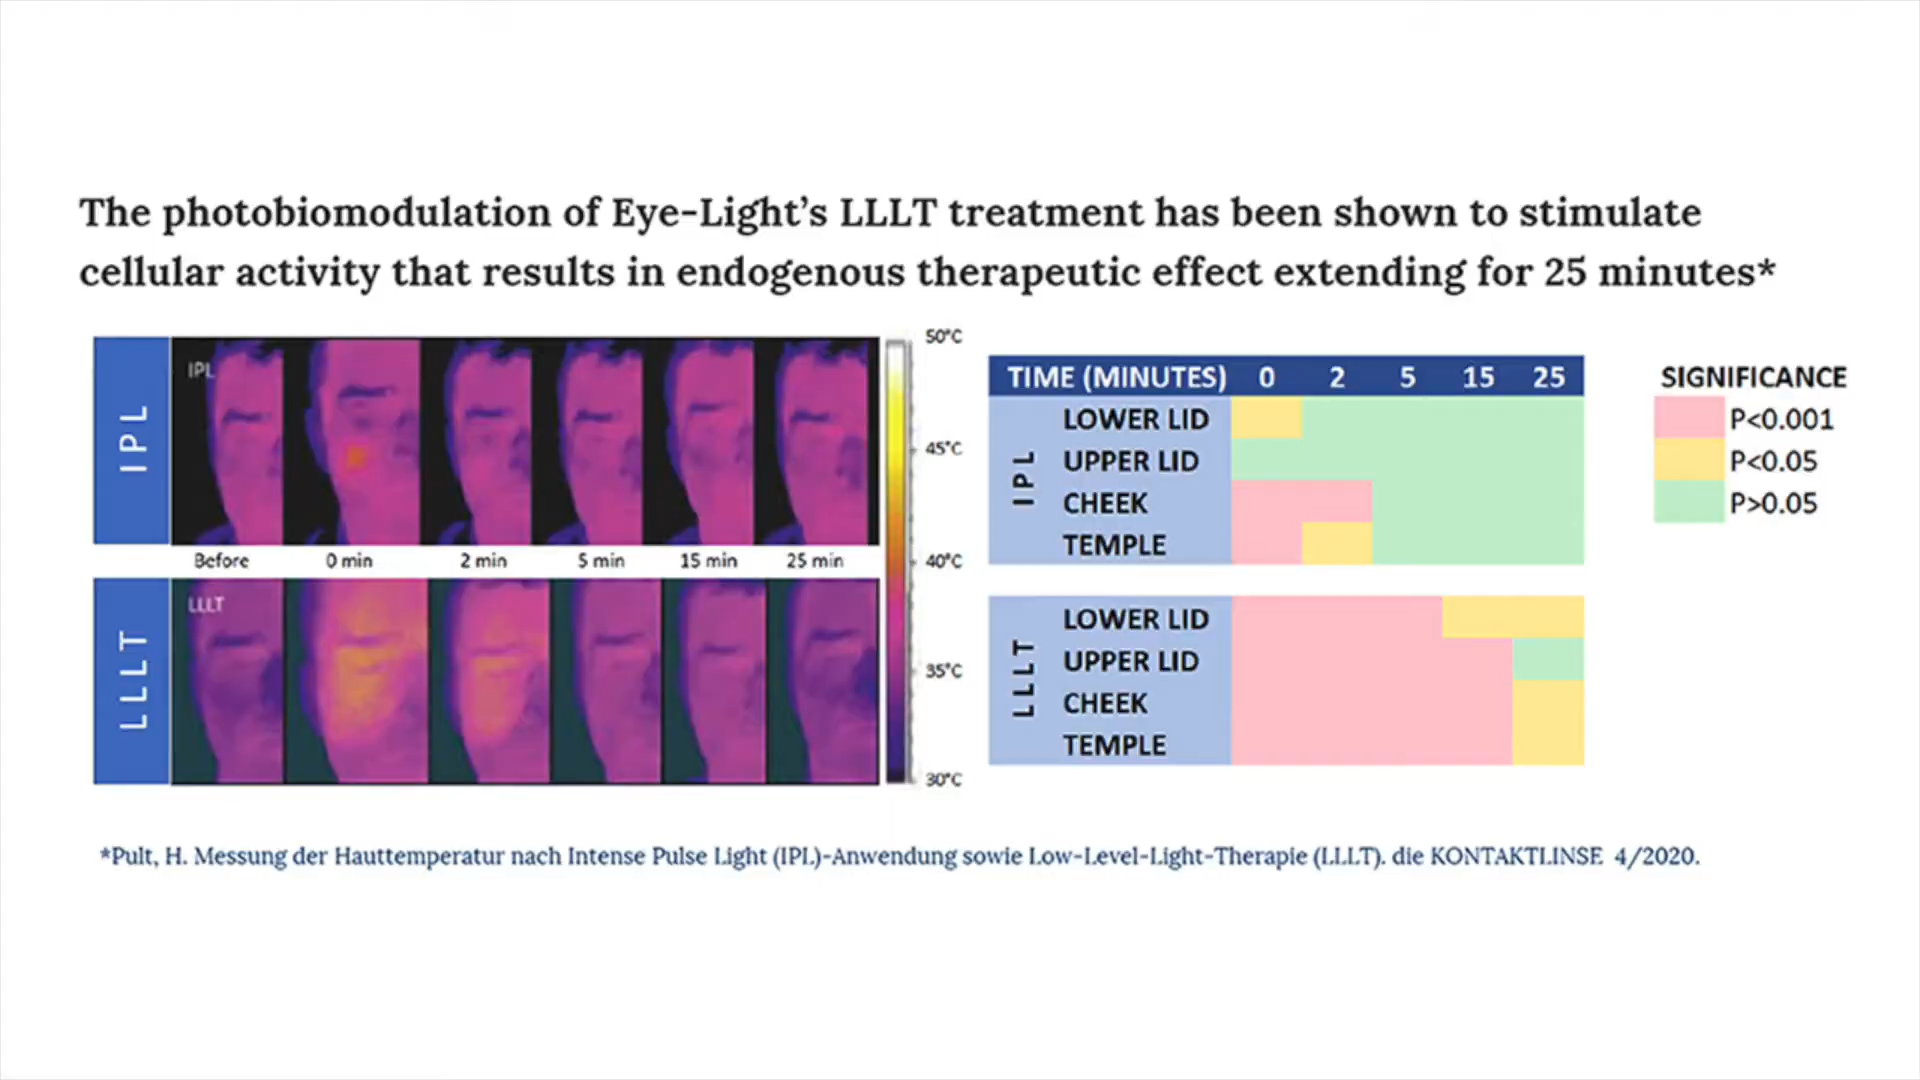 The photobiomodulation of Eye-Light's LLLT treatment has been shown to stimulate
cellular activity that results in endogenous therapeutic effect extending for 25 minutes*
IPL
IPL
Before 0 min 2 min 5 min 15 min 25 min
LLLT
LLLT
50°C
45°C
40°C
35°C
30°C
TIME (MINUTES) 0 2 5 15 25
IPL
LOWER LID
UPPER LID
CHEEK
TEMPLE
LLLT
LOWER LID
UPPER LID
CHEEK
TEMPLE
SIGNIFICANCE
P<0.001
P<0.05
P>0.05
*Pult, H. Messung der Hauttemperatur nach Intense Pulse Light (IPL)-Anwendung sowie Low-Level-Light-Therapie (LLLT). die KONTAKTLINSE 4/2020.